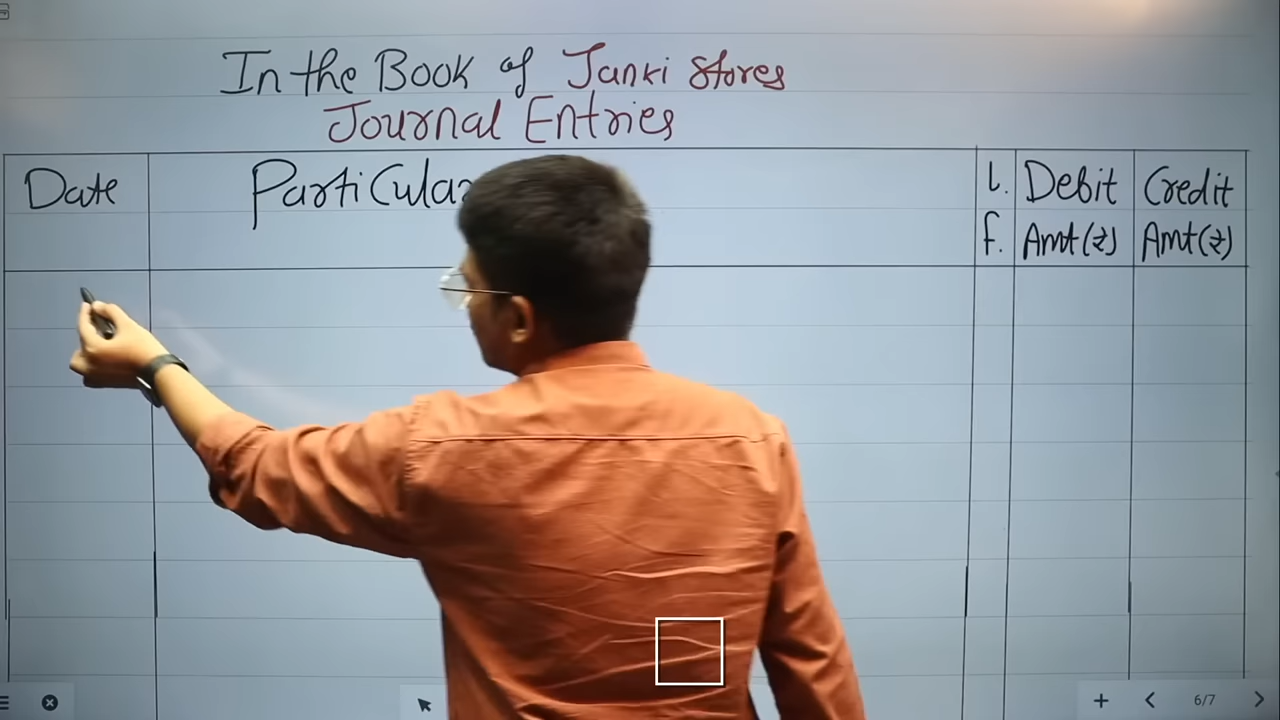 In the Book of Janki Stores
Journal Entries
Date
L.
F.
Debit
Amt(₹)
Credit
Amt(₹)
6/7